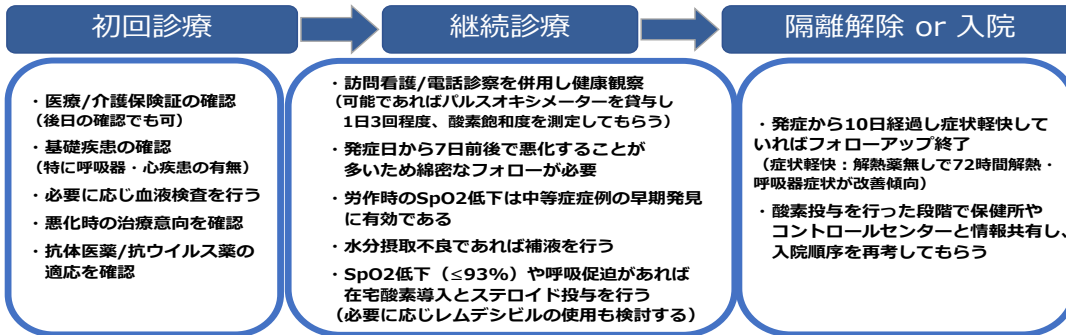 初回診療
・医療/介護保険証の確認
（後日の確認でも可）
・基礎疾患の確認
（特に呼吸器・心疾患の有無）
・必要に応じ血液検査を行う
・悪化時の治療意向を確認
・抗体医薬/抗ウイルス薬の
適応を確認
継続診療
・訪問看護/電話診察を併用し健康観察
（可能であればパルスオキシメーターを貸与し
1日3回程度、酸素飽和度を測定してもらう）
・発症日から7日前後で悪化することが
多いため綿密なフォローが必要
・労作時のSpO2低下は中等症症例の早期発見
に有効である
・水分摂取不良であれば補液を行う
・SpO2低下（≤93%）や呼吸促迫があれば
在宅酸素導入とステロイド投与を行う
（必要に応じレムデシビルの使用も検討する）
隔離解除 or 入院
・発症から10日経過し症状軽快して
いればフォローアップ終了
（症状軽快：解熱薬無しで72時間解熱・
呼吸器症状が改善傾向）
・酸素投与を行った段階で保健所や
コントロールセンターと情報共有し、
入院順序を再考してもらう